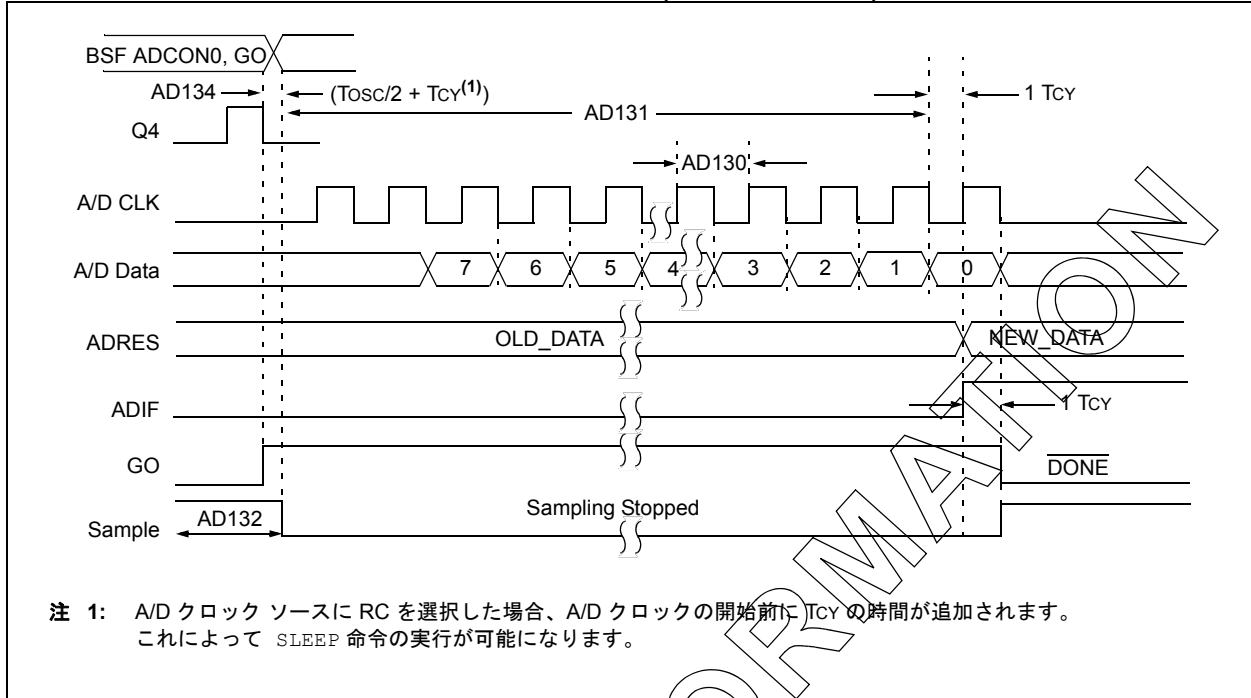 BSF ADCON0, GO
AD134
(TOSC/2 + TCY(1))
1 TCY
AD131
Q4
AD130
A/D CLK
A/D Data
7 6 5 4 3 2 1 0
ADRES
OLD_DATA
NEW_DATA
ADIF
1 TCY
GO
DONE
Sample
AD132
Sampling Stopped
注 1: A/D クロック ソースに RC を選択した場合、A/D クロックの開始前に TCY の時間が追加されます。
これによって SLEEP 命令の実行が可能になります。
ORMATION